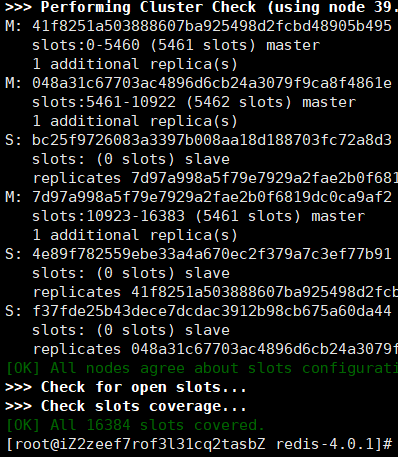 >>> Performing Cluster Check (using node 39.
M: 41f8251a503888607ba925498d2fcbd48905b495
slots:0-5460 (5461 slots) master
1 additional replica(s)
M: 048a31c67703ac4896d6cb24a3079f9ca8f4861e
slots:5461-10922 (5462 slots) master
1 additional replica(s)
S: bc25f9726083a3397b008aa18d188703fc72a8d3
slots: (0 slots) slave
replicates 7d97a998a5f79e7929a2fae2b0f681
M: 7d97a998a5f79e7929a2fae2b0f6819dc0ca9af2
slots:10923-16383 (5461 slots) master
1 additional replica(s)
S: 4e89f782559ebe33a4a670ec2f379a7c3ef77b91
slots: (0 slots) slave
replicates 41f8251a503888607ba925498d2fcb
S: f37fde25b43dece7dcdac3912b98cb675a60da44
slots: (0 slots) slave
replicates 048a31c67703ac4896d6cb24a3079f
[OK] All nodes agree about slots configurati
>>> Check for open slots...
>>> Check slots coverage...
[OK] All 16384 slots covered.
[root@iZ2zeef7rof3l31cq2tasbZ redis-4.0.1]#